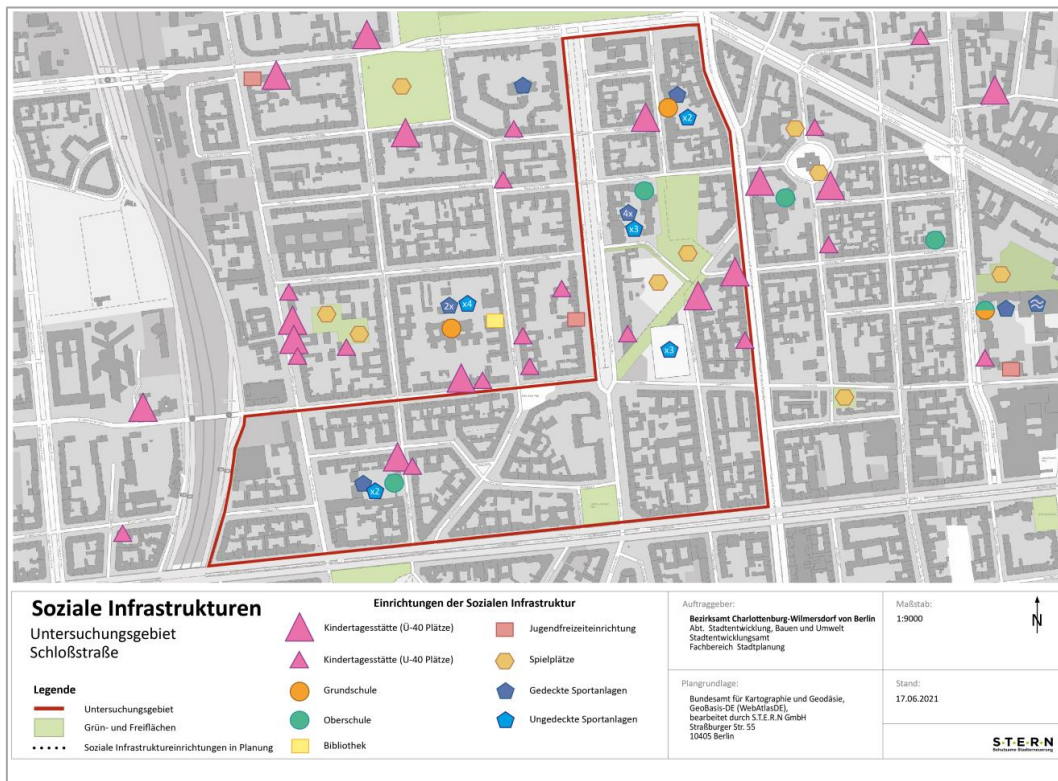 x2
4x
x3
2x
x4
x3
x2
Soziale Infrastrukturen
Untersuchungsgebiet
Schloßstraße
Legende
Untersuchungsgebiet
Grün- und Freiflächen
Soziale Infrastruktureinrichtungen in Planung
Einrichtungen der Sozialen Infrastruktur
Kindertagesstätte (Ü-40 Plätze)
Kindertagesstätte (U-40 Plätze)
Grundschule
Oberschule
Bibliothek
Jugendfreizeiteinrichtung
Spielplätze
Gedeckte Sportanlagen
Ungedeckte Sportanlagen
Auftraggeber:
Bezirksamt Charlottenburg-Wilmersdorf von Berlin
Abt. Stadtentwicklung, Bauen und Umwelt
Stadtentwicklungsamt
Fachbereich Stadtplanung
Plangrundlage:
Bundesamt für Kartographie und Geodäsie,
GeoBasis-DE (WebAtlasDE),
bearbeitet durch S.T.E.R.N GmbH
Straßburger Str. 55
10405 Berlin
Maßstab:
1:9000
N
Stand:
17.06.2021
S·T·E·R·N
Behutsame Stadterneuerung